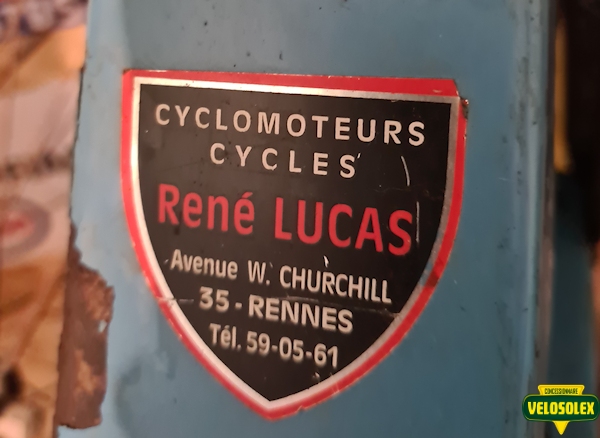 CYCLOMOTEURS
CYCLES
René LUCAS
Avenue W. CHURCHILL
35-RENNES
Tél. 59-05-61
CONCESSIONNAIRE
VELOSOLEX